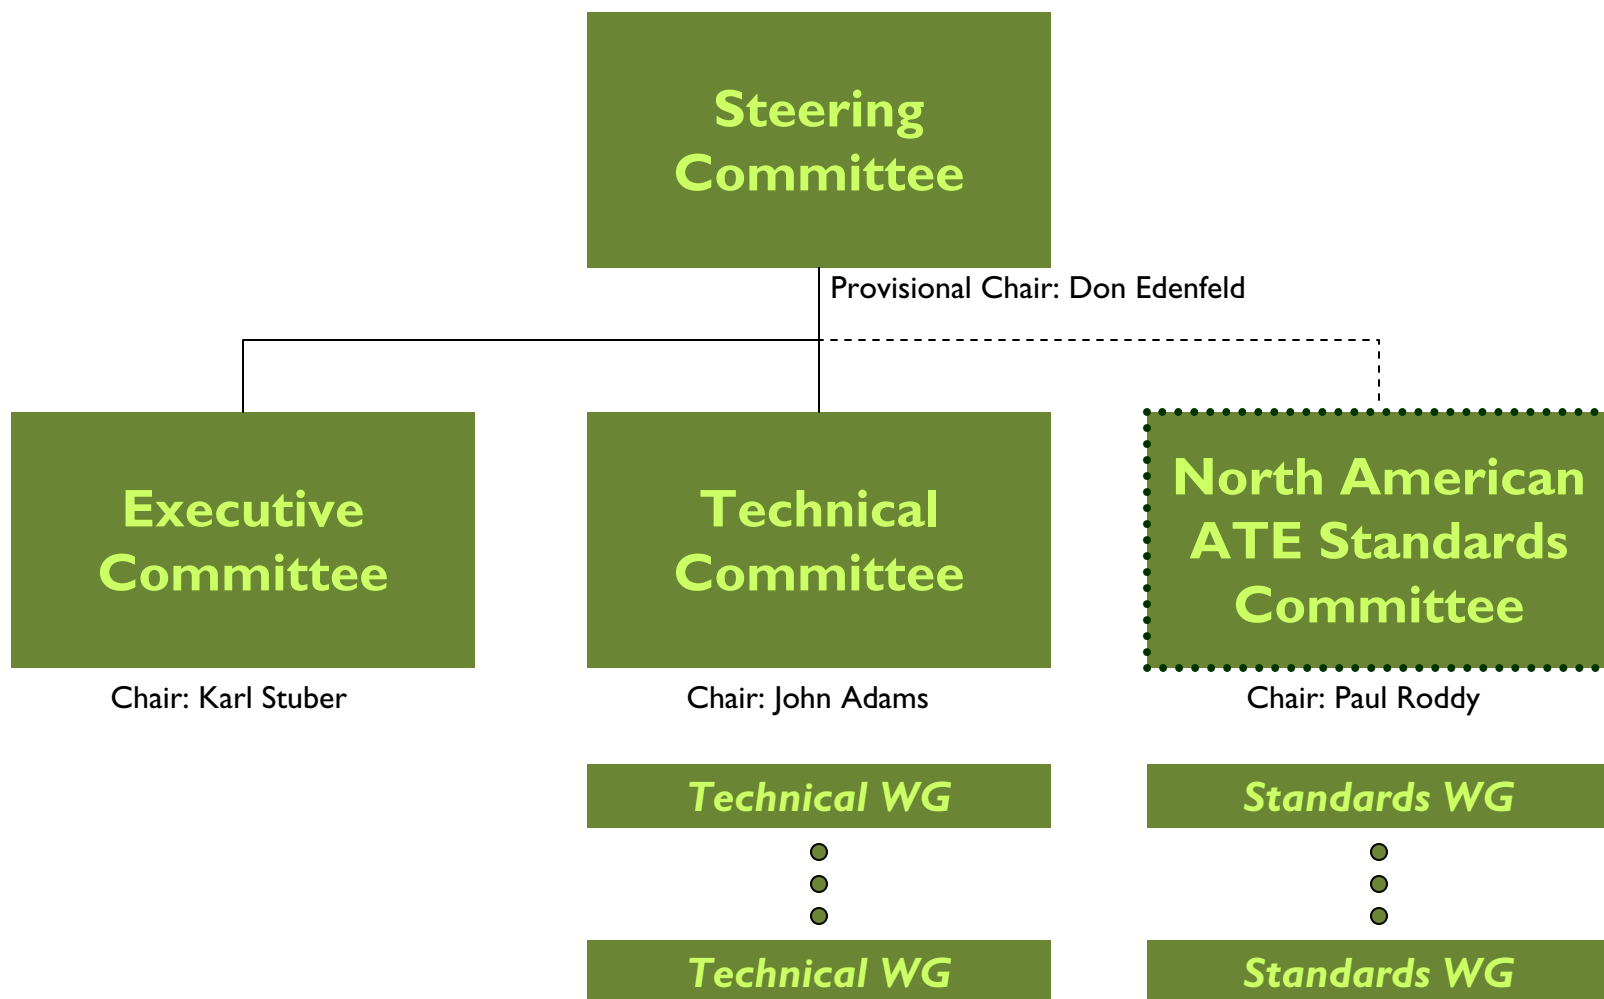 Steering
Committee
Provisional Chair: Don Edenfeld
Executive
Committee
Chair: Karl Stuber
Technical
Committee
Chair: John Adams
North American
ATE Standards
Committee
Chair: Paul Roddy
Technical WG
Technical WG
Standards WG
Standards WG